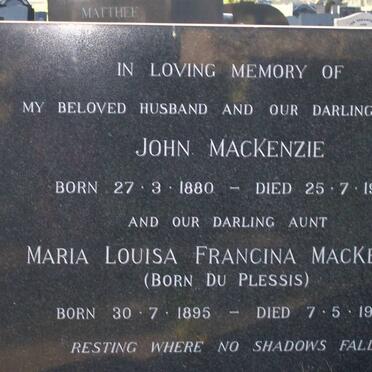 MATTHEE
IN LOVING MEMORY OF
MY BELOVED HUSBAND AND OUR DARLING
JOHN MACKENZIE
BORN 27·3·1880 – DIED 25·7·19
AND OUR DARLING AUNT
MARIA LOUISA FRANCINA MACKE
(BORN DU PLESSIS)
BORN 30·7·1895 – DIED 7·5·19
RESTING WHERE NO SHADOWS FALL